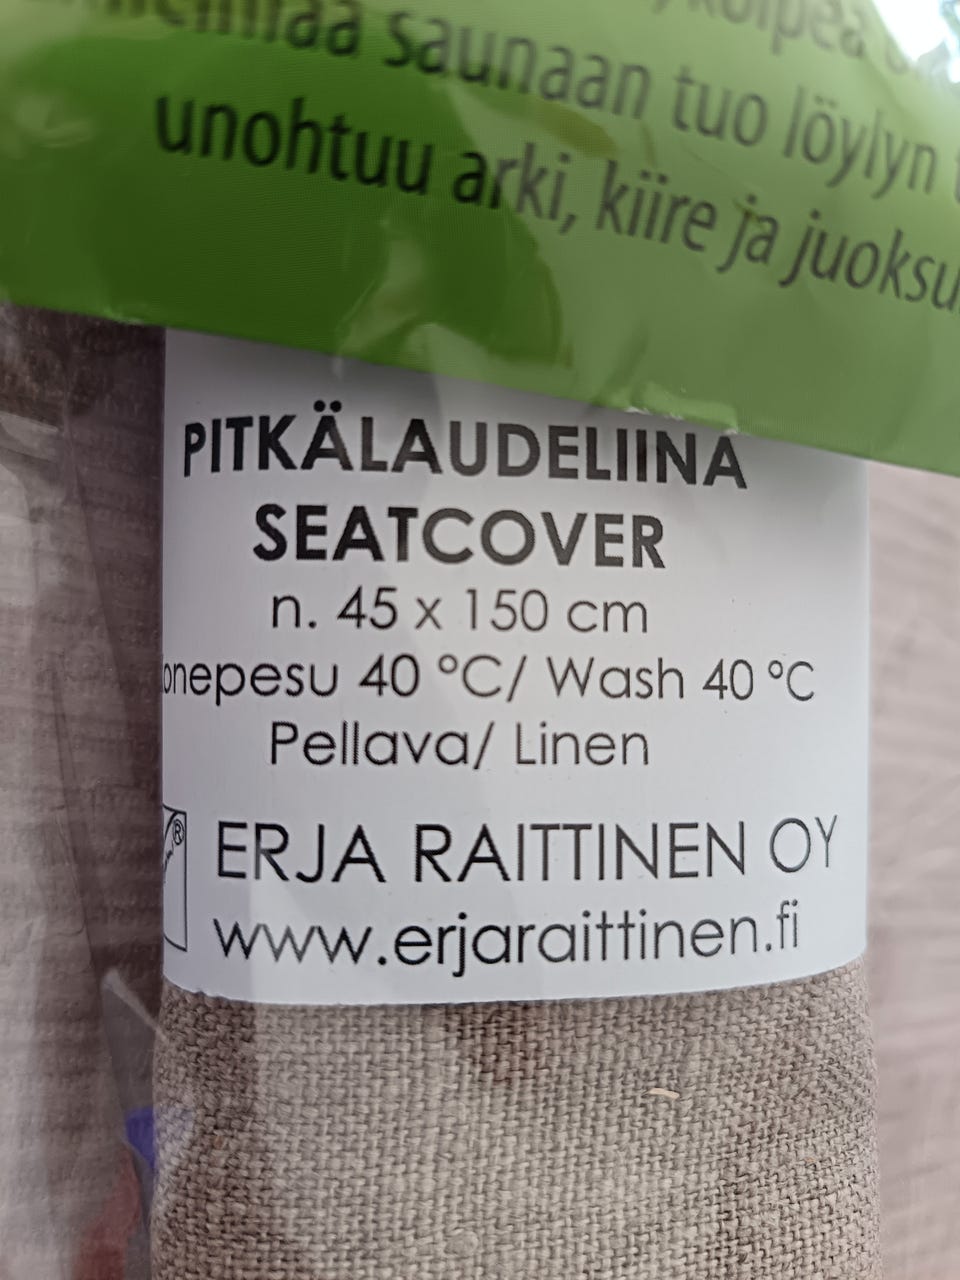 saunaan tuo löylyn
unohtuu arki, kiire ja
PITKÄLAUDELIINA
SEATCOVER
n. 45 x 150 cm
onepesu 40 °C/ Wash 40 °C
Pellava/ Linen
®
ERJA RAITTINEN OY
www.erjaraittinen.fi